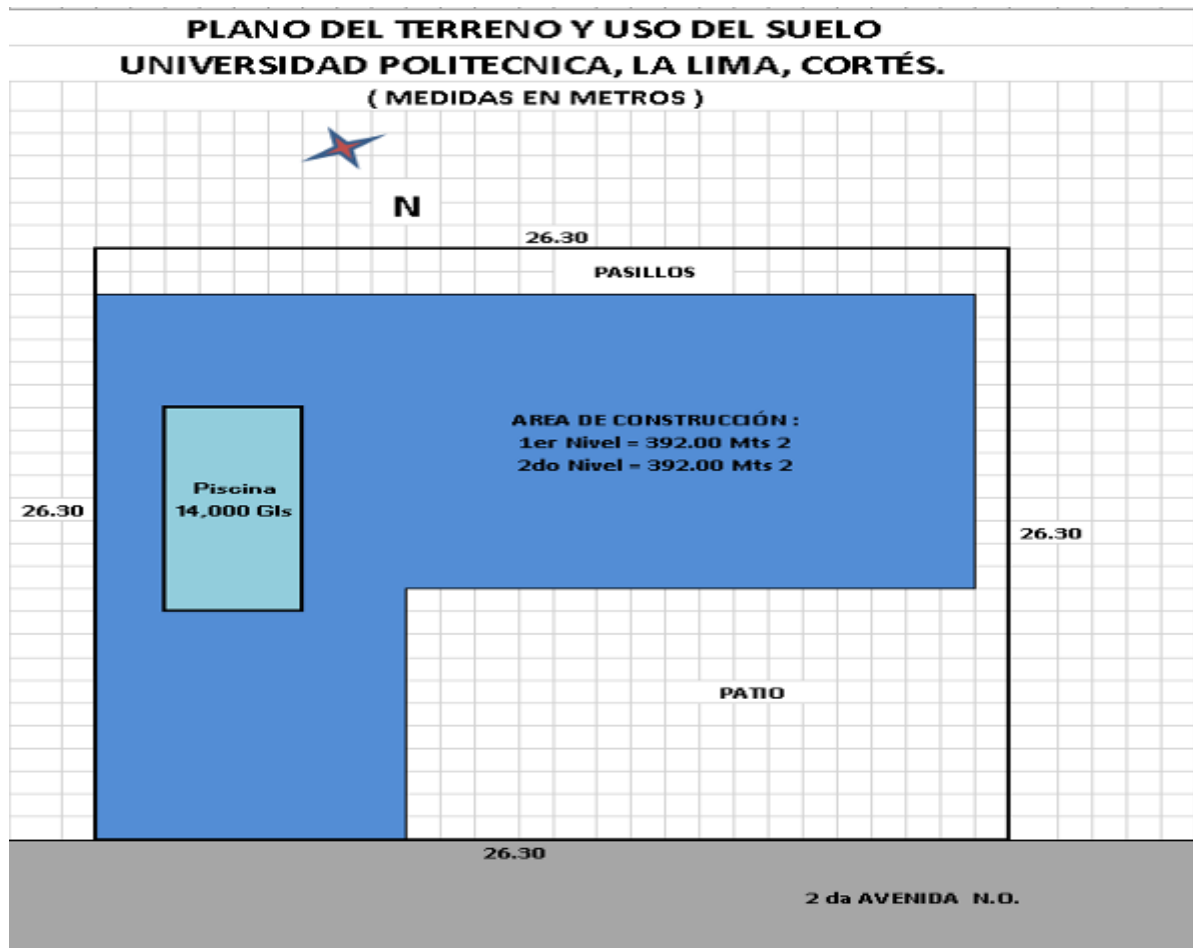 PLANO DEL TERRENO Y USO DEL SUELO
UNIVERSIDAD POLITECNICA, LA LIMA, CORTÉS.
( MEDIDAS EN METROS )
N
26.30
PASILLOS
AREA DE CONSTRUCCIÓN :
1er Nivel = 392.00 Mts 2
2do Nivel = 392.00 Mts 2
Piscina
14,000 Gls
26.30
26.30
PATIO
26.30
2 da AVENIDA N.O.